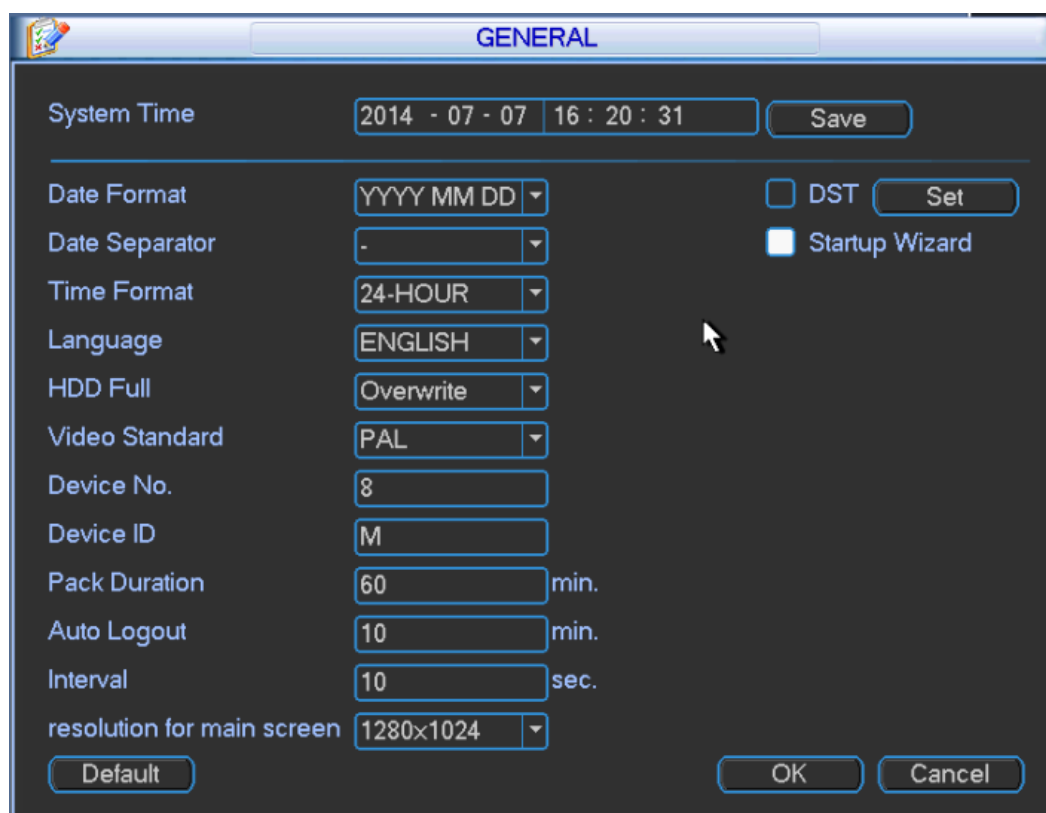 GENERAL
System Time 2014 - 07 - 07 16 : 20 : 31 Save
Date Format YYYY MM DD DST Set
Date Separator - Startup Wizard
Time Format 24-HOUR
Language ENGLISH
HDD Full Overwrite
Video Standard PAL
Device No. 8
Device ID M
Pack Duration 60 min.
Auto Logout 10 min.
Interval 10 sec.
resolution for main screen 1280×1024
Default OK Cancel